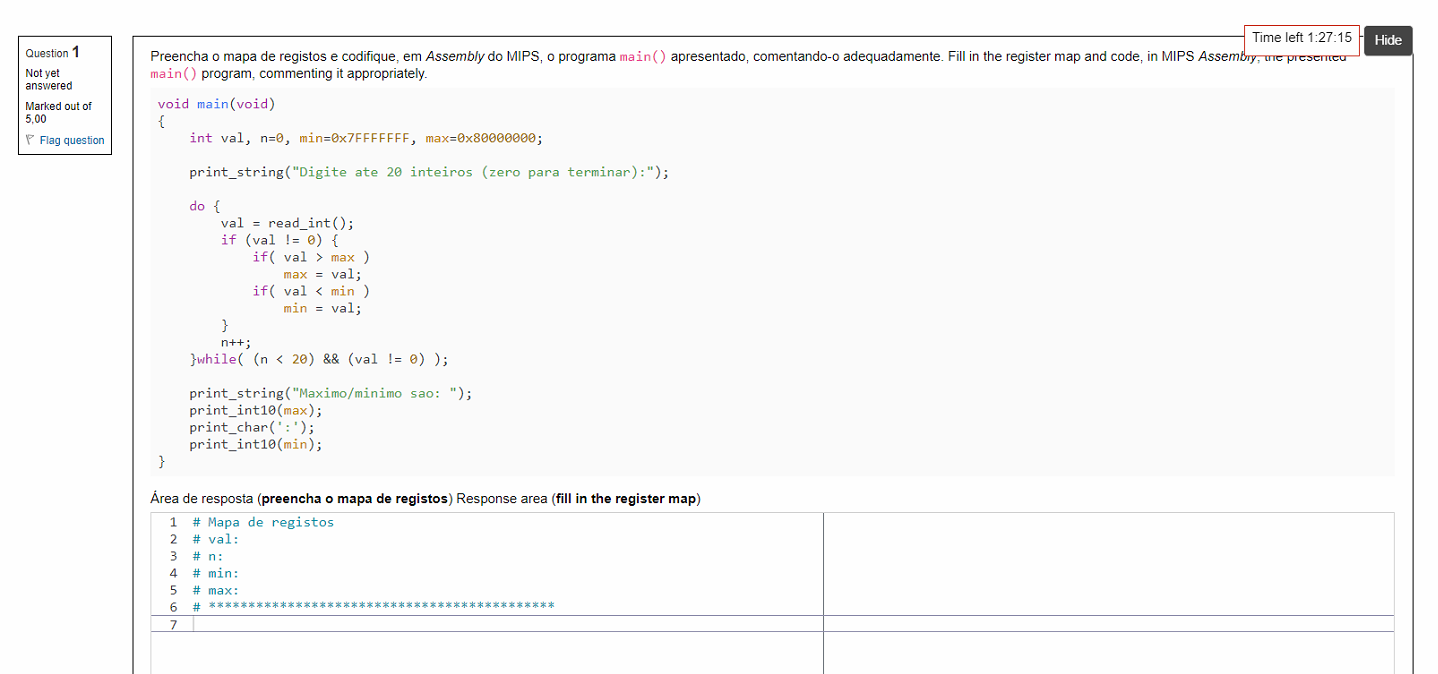 Time left 1:27:15
Hide
Question 1
Not yet
answered
Marked out of
5,00
Flag question
Preencha o mapa de registos e codifique, em Assembly do MIPS, o programa main() apresentado, comentando-o adequadamente. Fill in the register map and code, in MIPS Assembly, the presented
main() program, commenting it appropriately.
void main(void)
{
    int val, n=0, min=0x7FFFFFFF, max=0x80000000;
    print_string("Digite ate 20 inteiros (zero para terminar):");
    do {
        val = read_int();
        if (val != 0) {
            if( val > max )
                max = val;
            if( val < min )
                min = val;
        }
        n++;
    }while( (n < 20) && (val != 0) );
    print_string("Maximo/minimo sao: ");
    print_int10(max);
    print_char(':');
    print_int10(min);
}
Área de resposta (preencha o mapa de registos) Response area (fill in the register map)
1 # Mapa de registos
2 # val:
3 # n:
4 # min:
5 # max:
6 # ********************************************
7